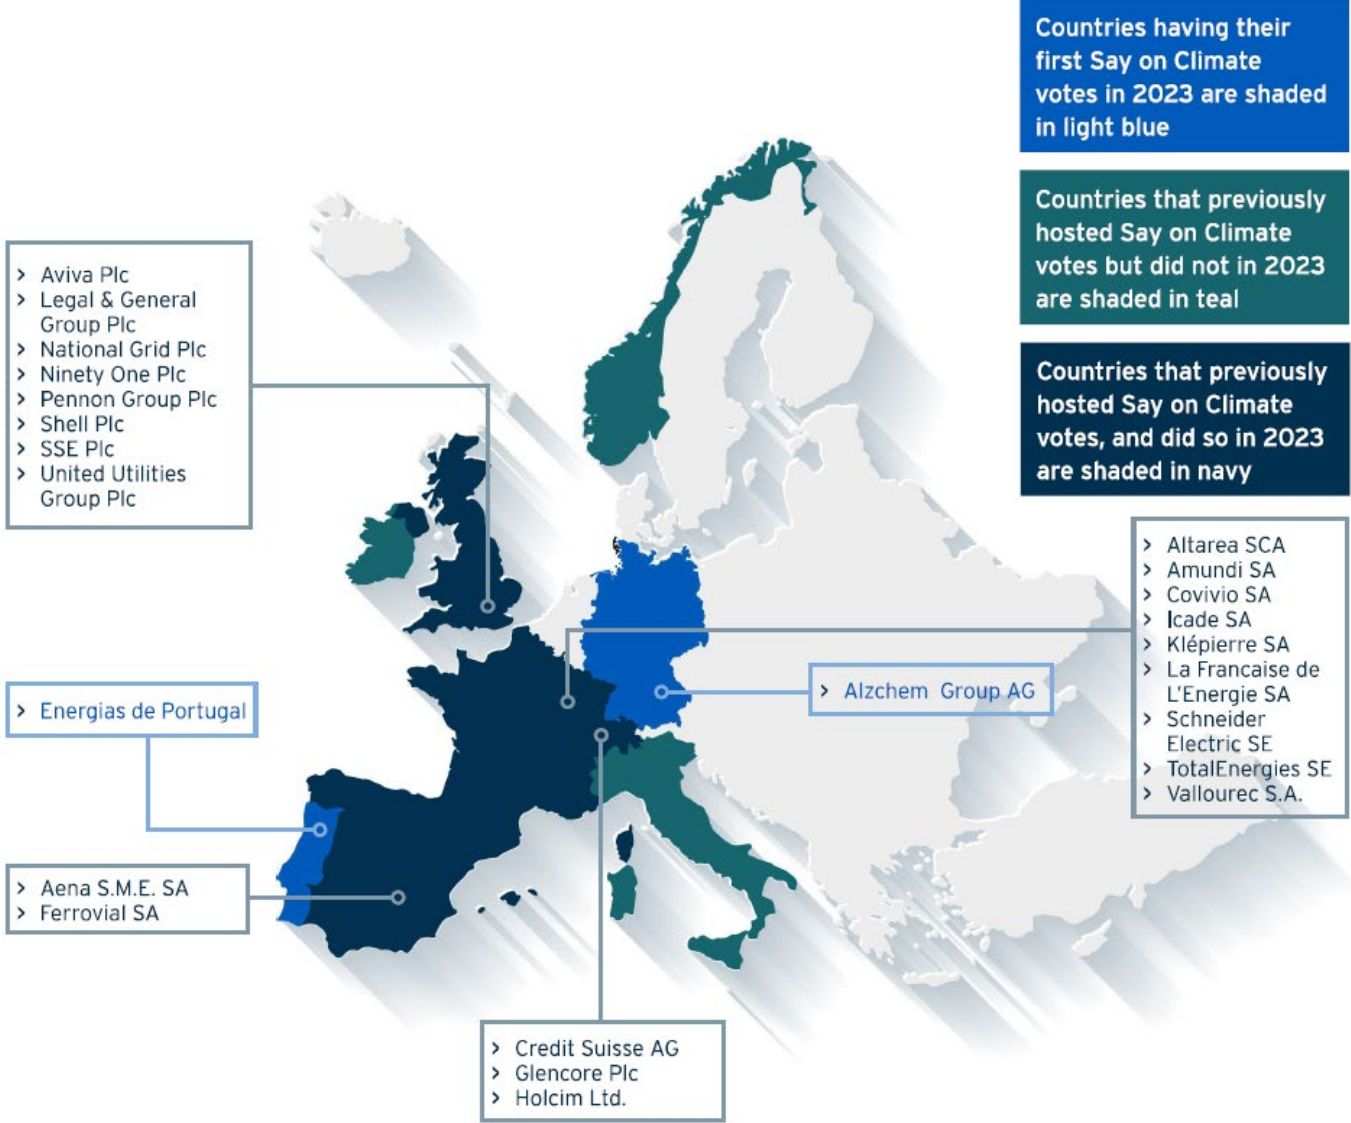 Countries having their
first Say on Climate
votes in 2023 are shaded
in light blue
Countries that previously
hosted Say on Climate
votes but did not in 2023
are shaded in teal
Countries that previously
hosted Say on Climate
votes, and did so in 2023
are shaded in navy
> Aviva Plc
> Legal & General
Group Plc
> National Grid Plc
> Ninety One Plc
> Pennon Group Plc
> Shell Plc
> SSE Plc
> United Utilities
Group Plc
> Altarea SCA
> Amundi SA
> Covivio SA
> Icade SA
> Klépierre SA
> La Francaise de
L'Energie SA
> Schneider
Electric SE
> TotalEnergies SE
> Vallourec S.A.
> Alzchem Group AG
> Energias de Portugal
> Aena S.M.E. SA
> Ferrovial SA
> Credit Suisse AG
> Glencore Plc
> Holcim Ltd.